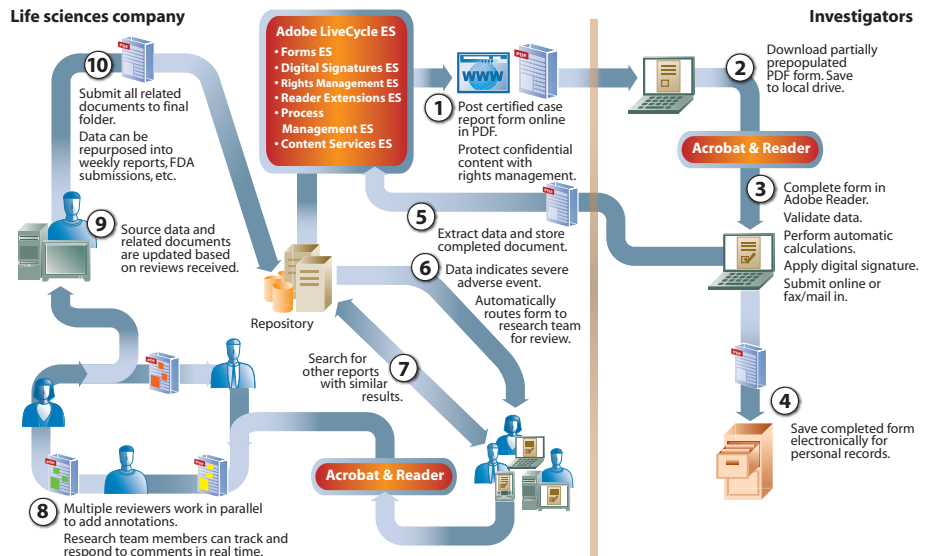 Life sciences company
Investigators
Adobe LiveCycle ES
• Forms ES
• Digital Signatures ES
• Rights Management ES
• Reader Extensions ES
• Process
Management ES
• Content Services ES
WWW
PDF
1
Post certified case
report form online
in PDF.
Protect confidential
content with
rights management.
2
Download partially
prepopulated
PDF form. Save
to local drive.
Acrobat & Reader
3
Complete form in
Adobe Reader.
Validate data.
Perform automatic
calculations.
Apply digital signature.
Submit online or
fax/mail in.
PDF
4
Save completed form
electronically for
personal records.
PDF
5
Extract data and store
completed document.
6
Data indicates severe
adverse event.
Automatically
routes form to
research team
for review.
Repository
7
Search for
other reports
with similar
results.
Acrobat & Reader
PDF
PDF
PDF
8
Multiple reviewers work in parallel
to add annotations.
Research team members can track and
respond to comments in real time.
9
Source data and
related documents
are updated based
on reviews received.
10
PDF
Submit all related
documents to final
folder.
Data can be
repurposed into
weekly reports, FDA
submissions, etc.